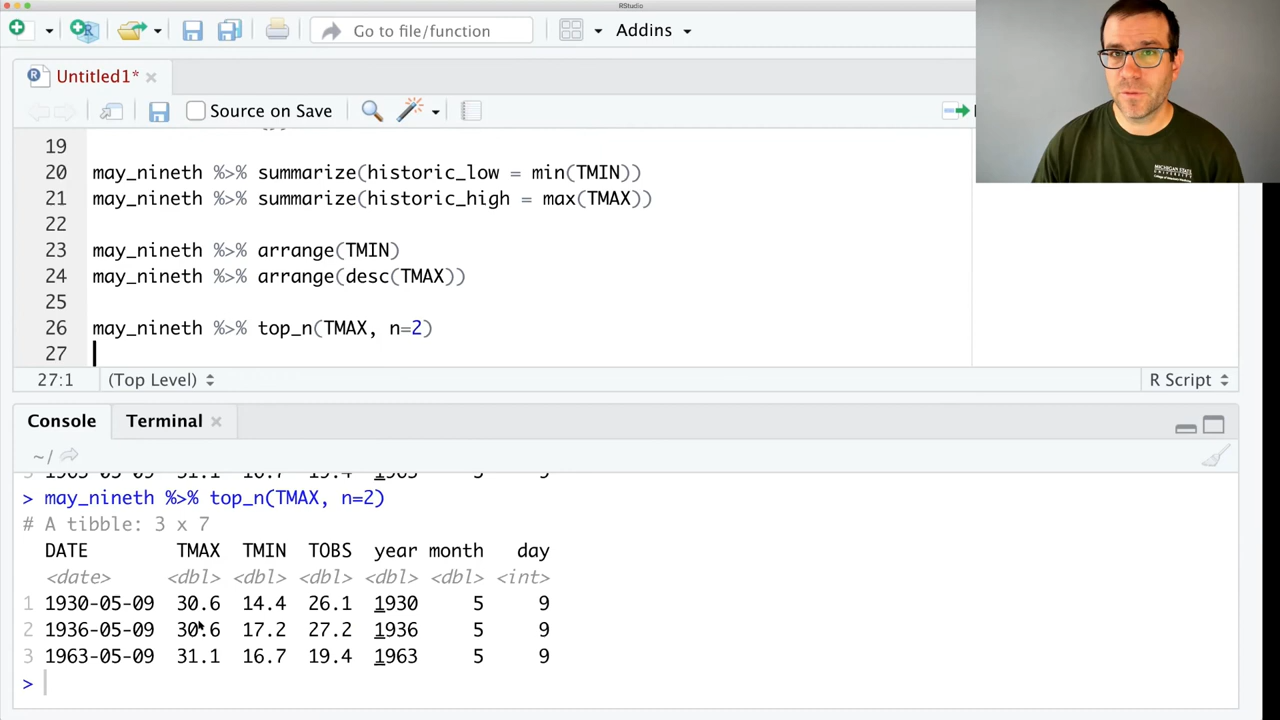 RStudio
Go to file/function
Addins
Untitled1*
Source on Save
19
20 may_nineth %>% summarize(historic_low = min(TMIN))
21 may_nineth %>% summarize(historic_high = max(TMAX))
22
23 may_nineth %>% arrange(TMIN)
24 may_nineth %>% arrange(desc(TMAX))
25
26 may_nineth %>% top_n(TMAX, n=2)
27
27:1 (Top Level) R Script
Console Terminal
~/
> may_nineth %>% top_n(TMAX, n=2)
# A tibble: 3 x 7
DATE TMAX TMIN TOBS year month day
<date> <dbl> <dbl> <dbl> <dbl> <dbl> <int>
1 1930-05-09 30.6 14.4 26.1 1930 5 9
2 1936-05-09 30.6 17.2 27.2 1936 5 9
3 1963-05-09 31.1 16.7 19.4 1963 5 9
>
MICHIGAN STATE
UNIVERSITY